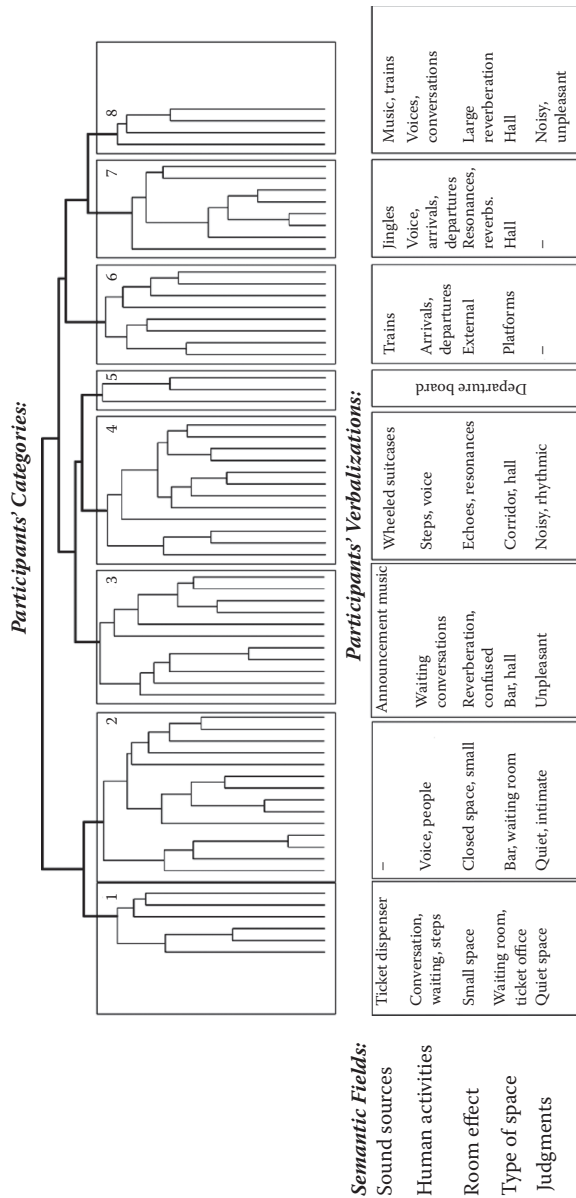 Participants’ Categories:
1
2
3
4
5
6
7
8
Participants’ Verbalizations:
Semantic Fields:
Sound sources
Human activities
Room effect
Type of space
Judgments
Ticket dispenser
Conversation,
waiting, steps
Small space
Waiting room,
ticket office
Quiet space
–
Voice, people
Closed space, small
Bar, waiting room
Quiet, intimate
Announcement music
Waiting
conversations
Reverberation,
confused
Bar, hall
Unpleasant
Wheeled suitcases
Steps, voice
Echoes, resonances
Corridor, hall
Noisy, rhythmic
Departure board
Trains
Arrivals,
departures
External
Platforms
–
Jingles
Voice,
arrivals,
departures
Resonances,
reverbs.
Hall
–
Music, trains
Voices,
conversations
Large
reverberation
Hall
Noisy,
unpleasant